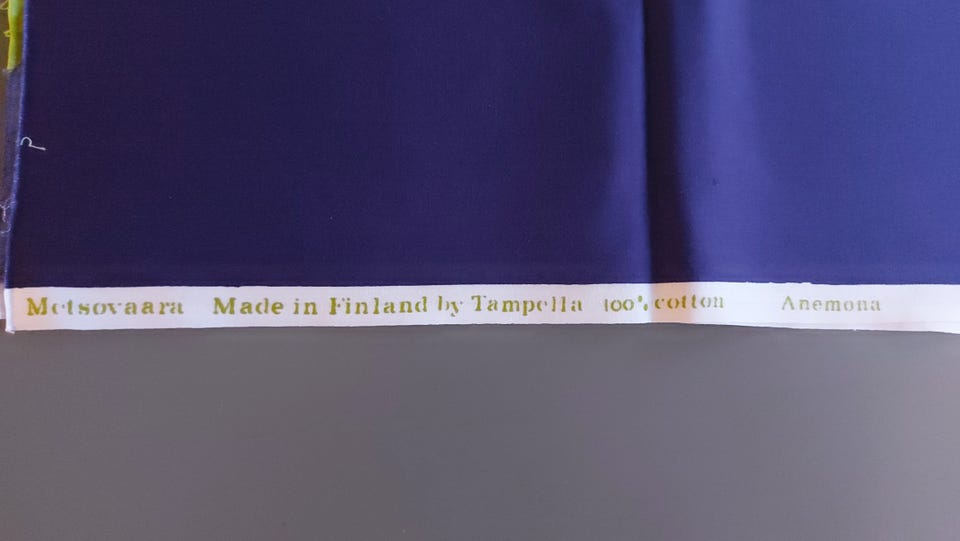 Metsovaara Made in Finland by Tampella 100% cotton Anemona